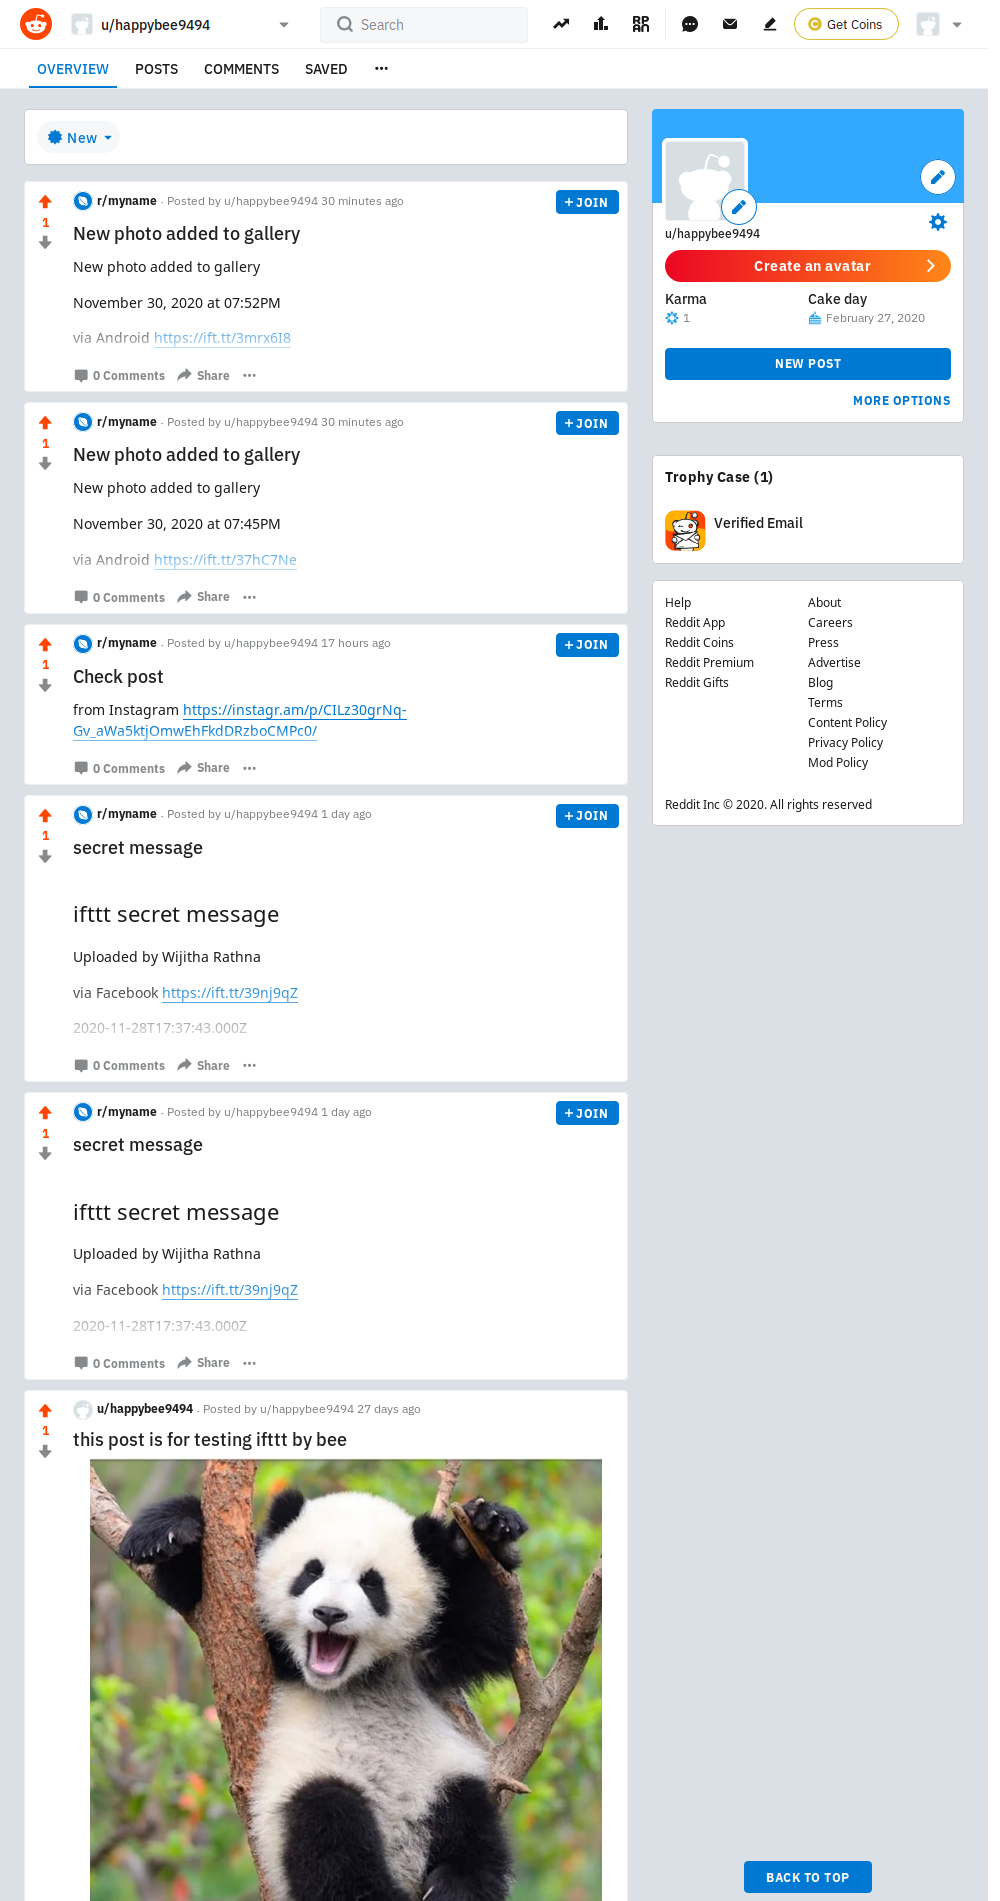 u/happybee9494
Search
Get Coins
OVERVIEW POSTS COMMENTS SAVED
New
r/myname · Posted by u/happybee9494 30 minutes ago
JOIN
1
New photo added to gallery
New photo added to gallery
November 30, 2020 at 07:52PM
via Android https://ift.tt/3mrx6I8
0 Comments Share
r/myname · Posted by u/happybee9494 30 minutes ago
JOIN
1
New photo added to gallery
New photo added to gallery
November 30, 2020 at 07:45PM
via Android https://ift.tt/37hC7Ne
0 Comments Share
r/myname · Posted by u/happybee9494 17 hours ago
JOIN
1
Check post
from Instagram https://instagr.am/p/CILz30grNq-
Gv_aWa5ktjOmwEhFkdDRzboCMPc0/
0 Comments Share
r/myname · Posted by u/happybee9494 1 day ago
JOIN
1
secret message
ifttt secret message
Uploaded by Wijitha Rathna
via Facebook https://ift.tt/39nj9qZ
2020-11-28T17:37:43.000Z
0 Comments Share
r/myname · Posted by u/happybee9494 1 day ago
JOIN
1
secret message
ifttt secret message
Uploaded by Wijitha Rathna
via Facebook https://ift.tt/39nj9qZ
2020-11-28T17:37:43.000Z
0 Comments Share
u/happybee9494 · Posted by u/happybee9494 27 days ago
1
this post is for testing ifttt by bee
u/happybee9494
Create an avatar
Karma
1
Cake day
February 27, 2020
NEW POST
MORE OPTIONS
Trophy Case (1)
Verified Email
Help
Reddit App
Reddit Coins
Reddit Premium
Reddit Gifts
About
Careers
Press
Advertise
Blog
Terms
Content Policy
Privacy Policy
Mod Policy
Reddit Inc © 2020. All rights reserved
BACK TO TOP